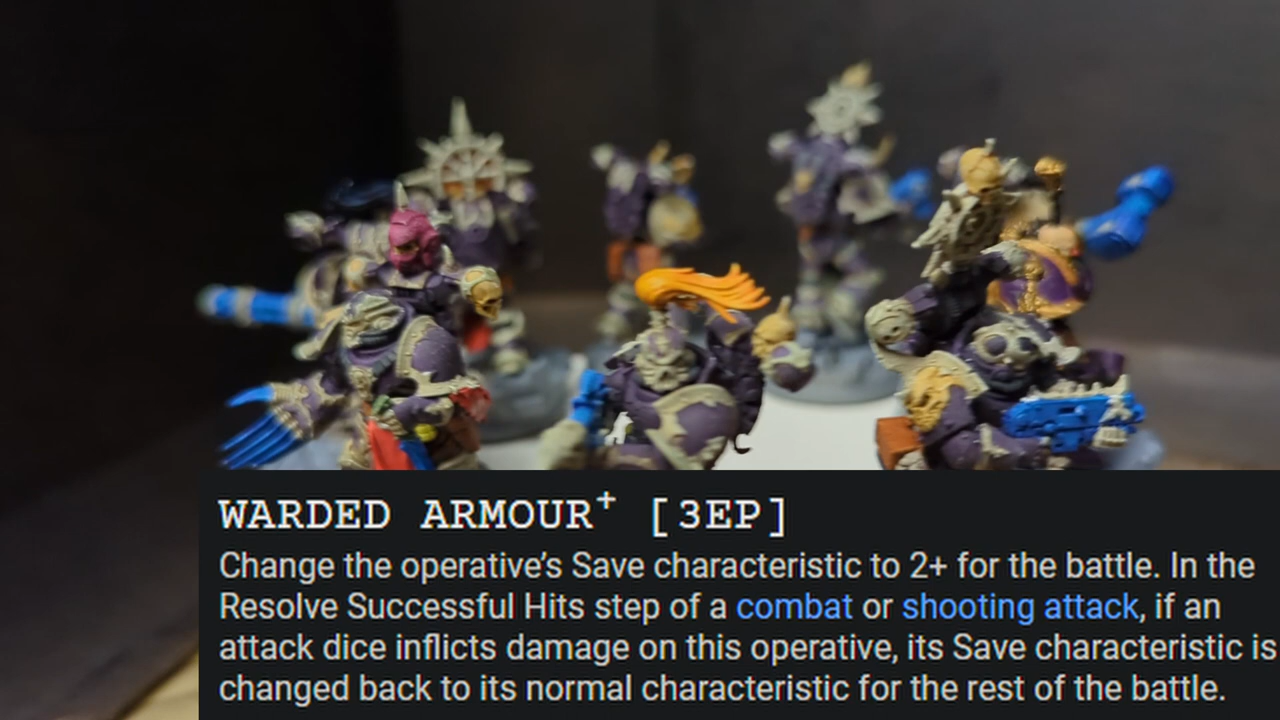 WARDED ARMOUR+ [3EP]
Change the operative’s Save characteristic to 2+ for the battle. In the
Resolve Successful Hits step of a combat or shooting attack, if an
attack dice inflicts damage on this operative, its Save characteristic is
changed back to its normal characteristic for the rest of the battle.